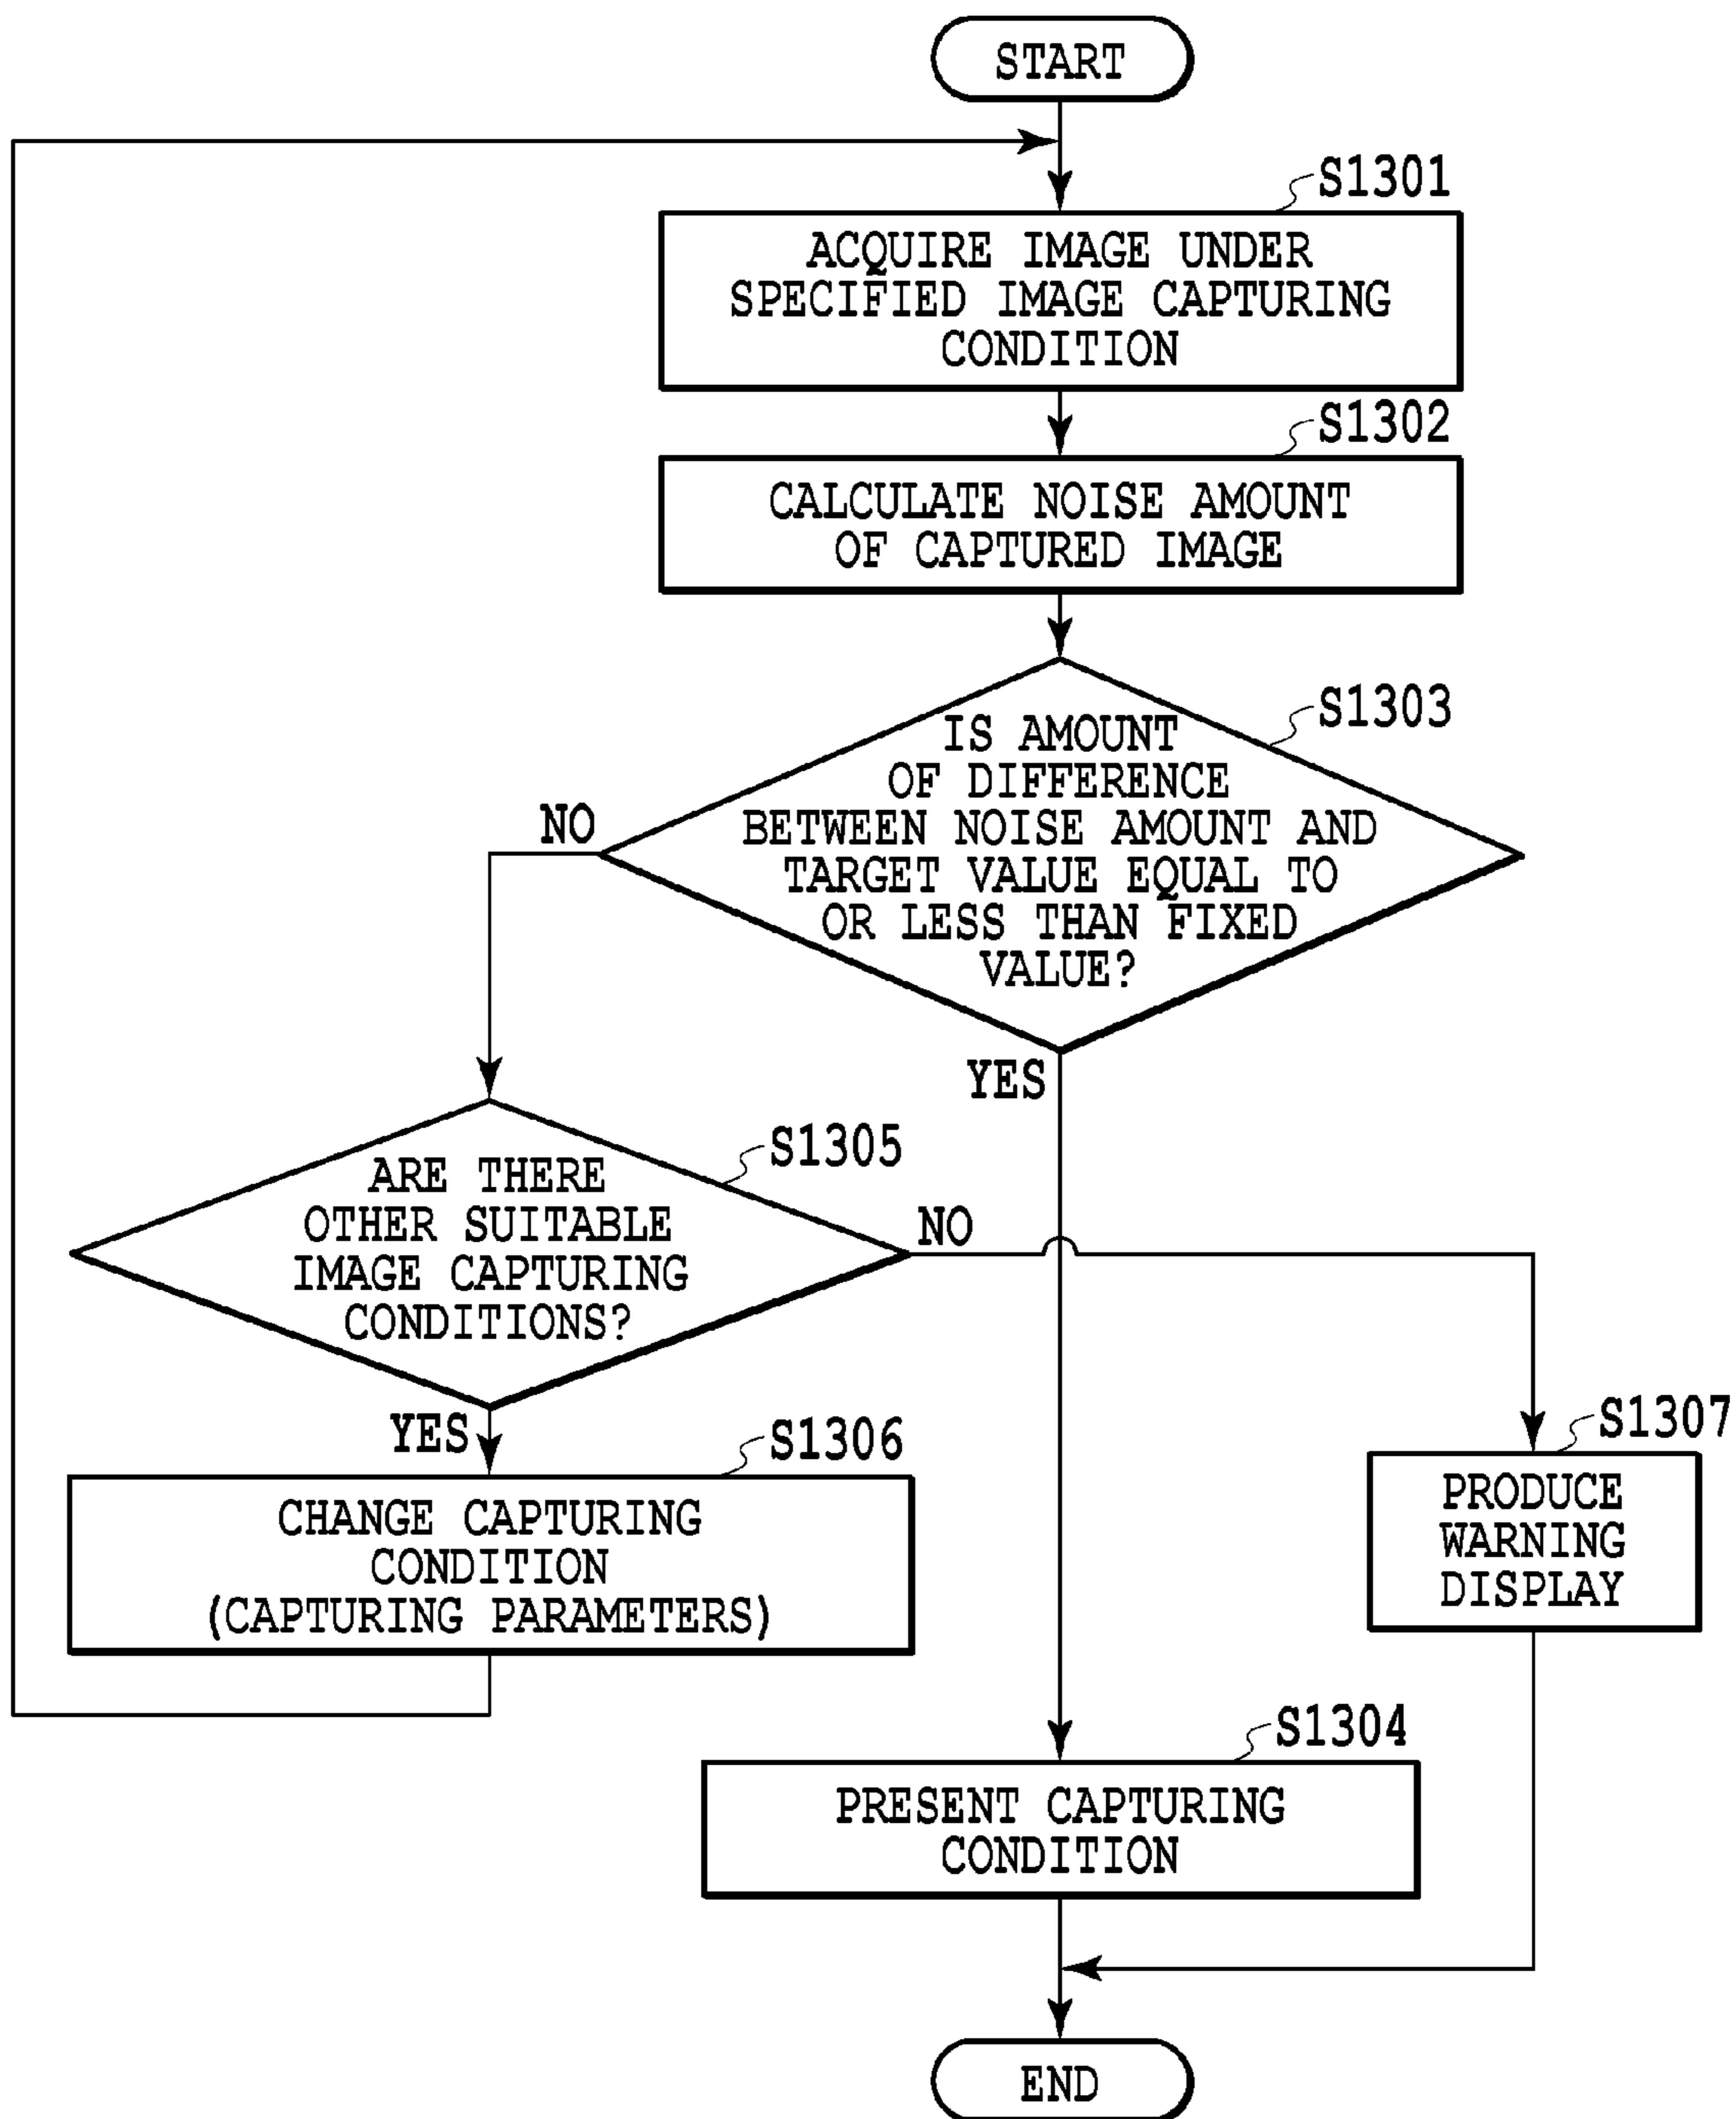 START
S1301
ACQUIRE IMAGE UNDER
SPECIFIED IMAGE CAPTURING
CONDITION
S1302
CALCULATE NOISE AMOUNT
OF CAPTURED IMAGE
S1303
IS AMOUNT
OF DIFFERENCE
BETWEEN NOISE AMOUNT AND
TARGET VALUE EQUAL TO
OR LESS THAN FIXED
VALUE?
NO
YES
S1305
ARE THERE
OTHER SUITABLE
IMAGE CAPTURING
CONDITIONS?
NO
YES
S1306
CHANGE CAPTURING
CONDITION
(CAPTURING PARAMETERS)
S1307
PRODUCE
WARNING
DISPLAY
S1304
PRESENT CAPTURING
CONDITION
END